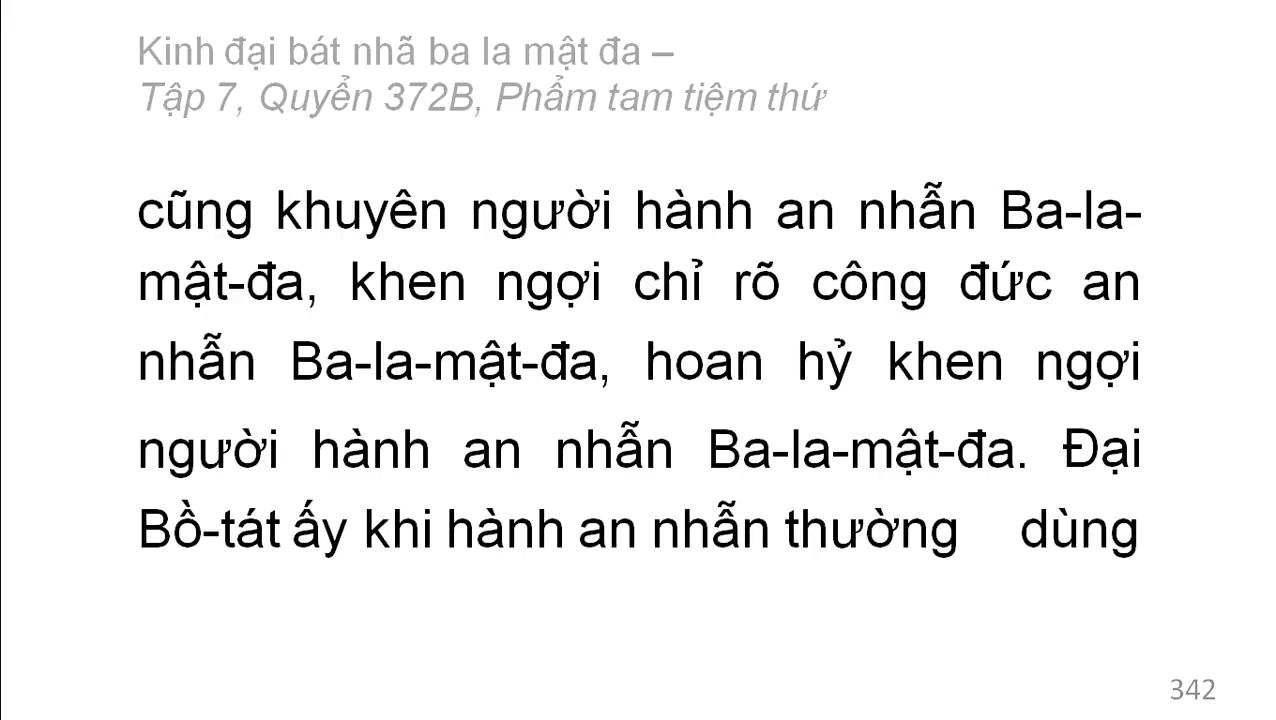 Kinh đại bát nhã ba la mật đa –
Tập 7, Quyển 372B, Phẩm tam tiệm thứ
cũng khuyên người hành an nhẫn Ba-la-
mật-đa, khen ngợi chỉ rõ công đức an
nhẫn Ba-la-mật-đa, hoan hỷ khen ngợi
người hành an nhẫn Ba-la-mật-đa. Đại
Bồ-tát ấy khi hành an nhẫn thường dùng
342